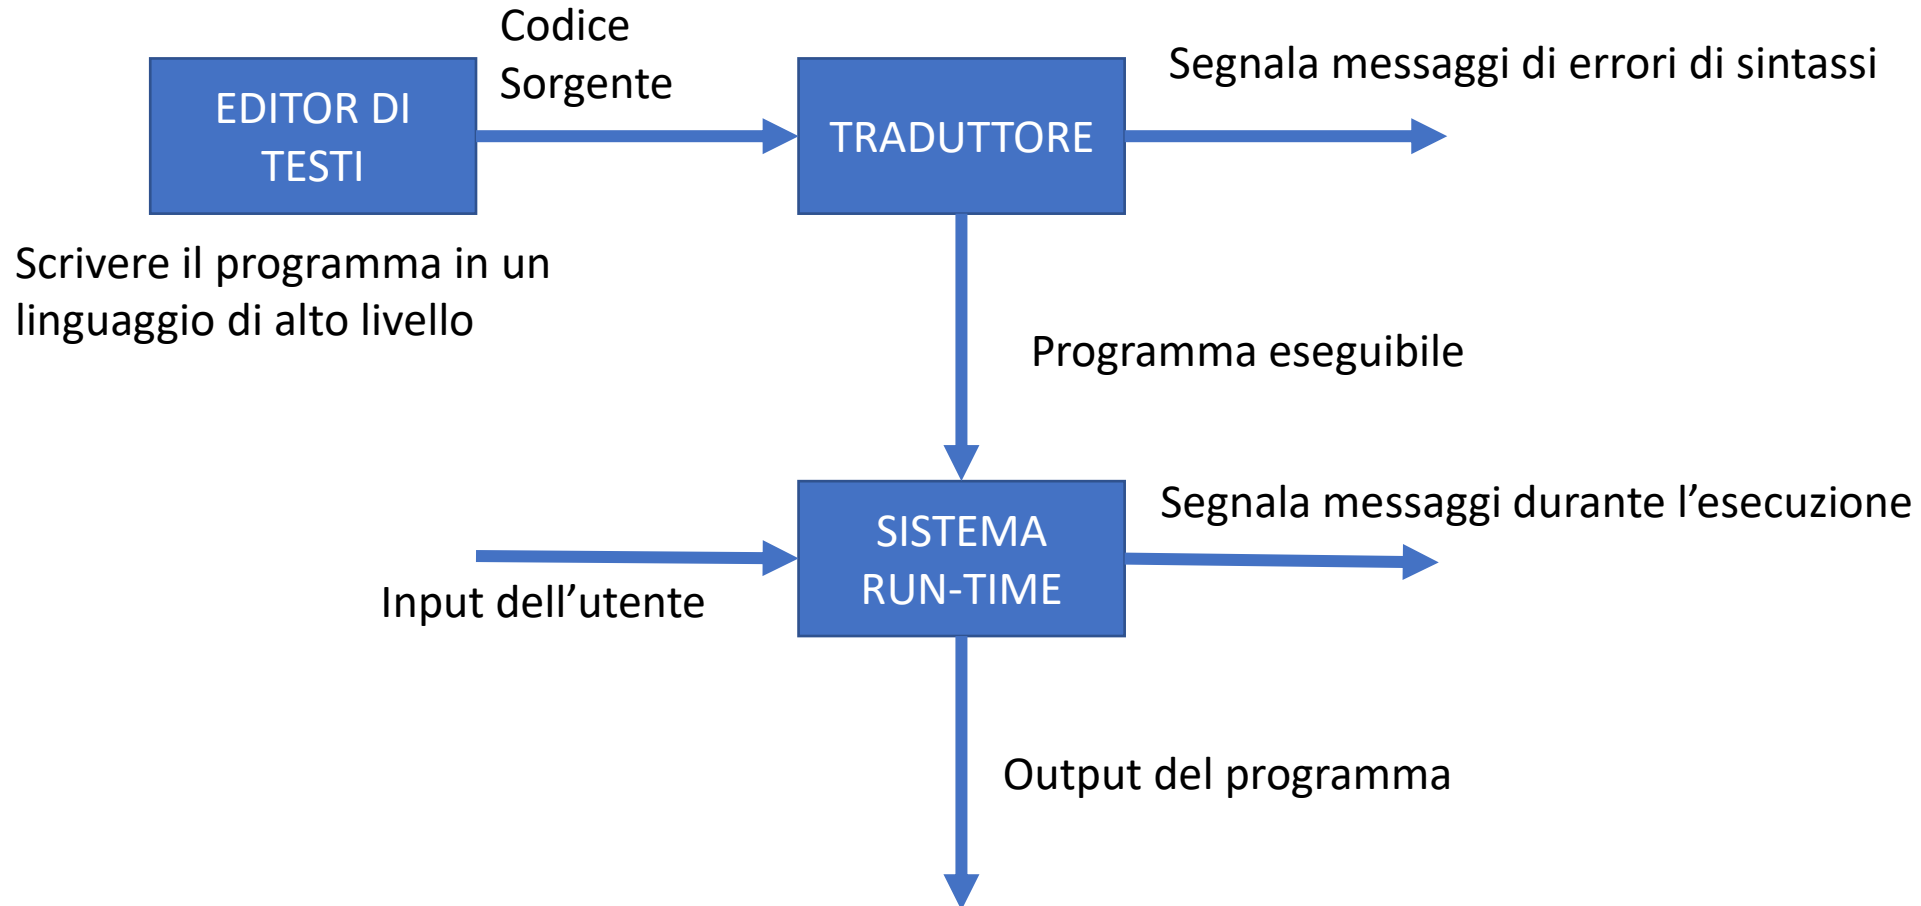 Codice
Sorgente
Segnala messaggi di errori di sintassi
EDITOR DI
TESTI
TRADUTTORE
Scrivere il programma in un
linguaggio di alto livello
Programma eseguibile
Segnala messaggi durante l’esecuzione
SISTEMA
RUN-TIME
Input dell’utente
Output del programma